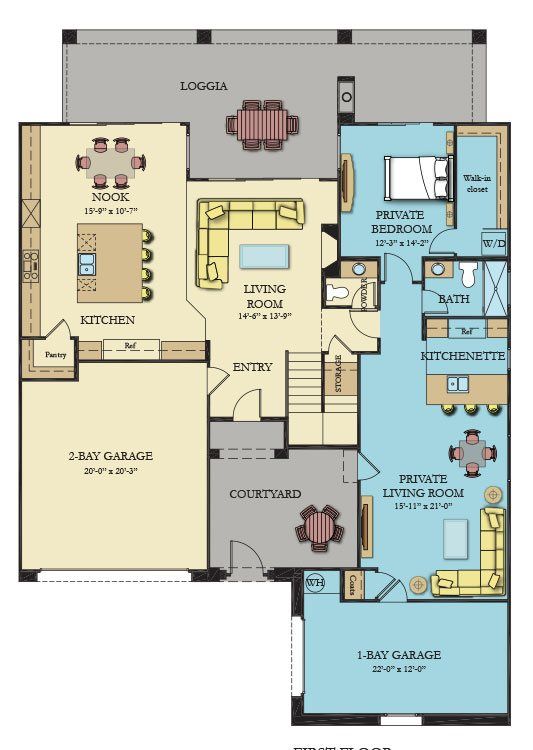 LOGGIA
NOOK
15'-9" x 10'-7"
PRIVATE
BEDROOM
12'-3" x 14'-2"
Walk-in
closet
W/D
KITCHEN
LIVING
ROOM
14'-6" x 13'-9"
POWDER
BATH
Pantry
Ref
ENTRY
STORAGE
Ref
KITCHENETTE
2-BAY GARAGE
20'-0" x 20'-3"
COURTYARD
PRIVATE
LIVING ROOM
15'-11" x 21'-0"
WH
Coats
1-BAY GARAGE
22'-0" x 12'-0"
FIRST FLOOR